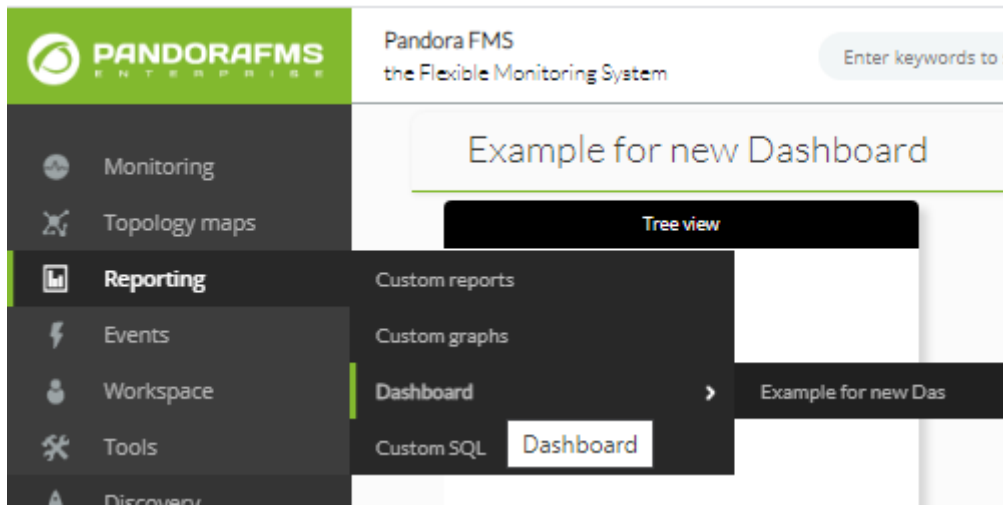 PANDORAFMS
ENTERPRISE
Pandora FMS
the Flexible Monitoring System
Enter keywords to
Example for new Dashboard
Tree view
Monitoring
Topology maps
Reporting
Events
Workspace
Tools
Discovery
Custom reports
Custom graphs
Dashboard
Custom SQL
Dashboard
Example for new Das